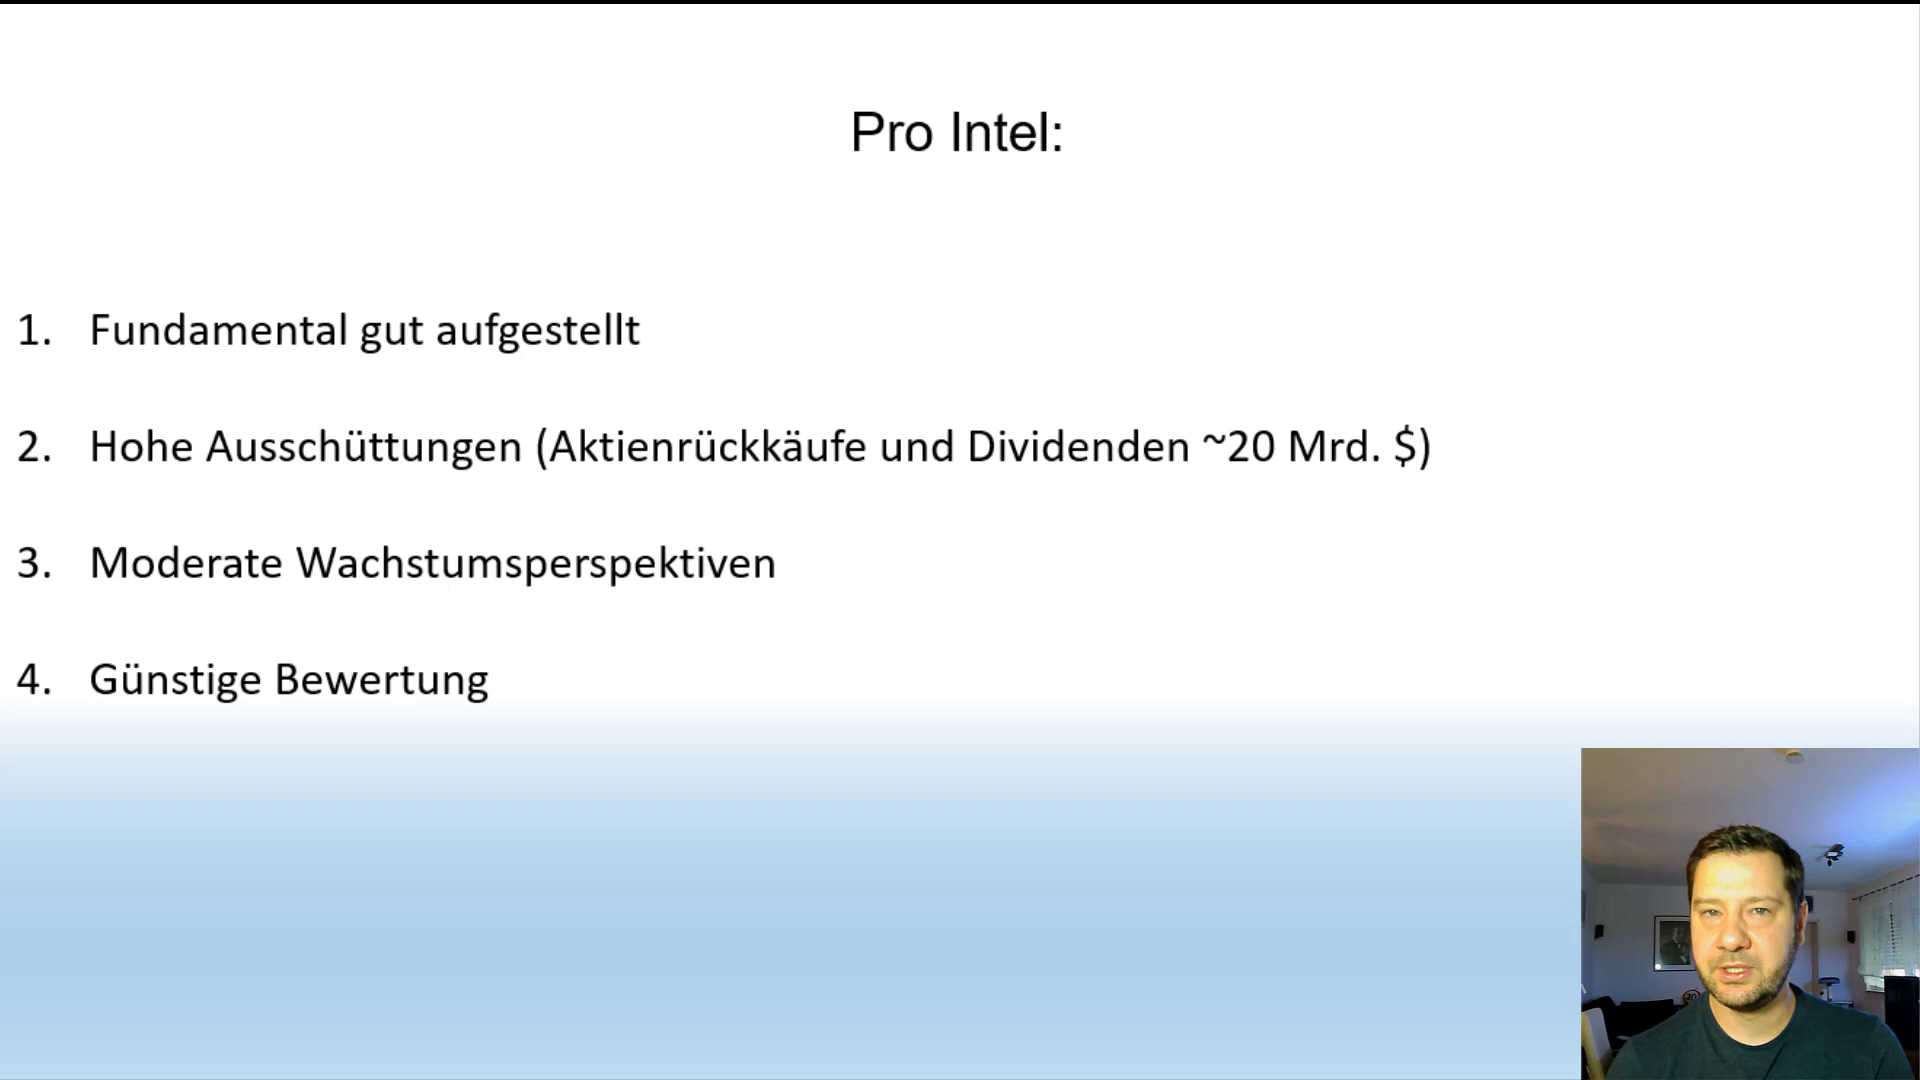 Pro Intel:
1. Fundamental gut aufgestellt
2. Hohe Ausschüttungen (Aktienrückkäufe und Dividenden ~20 Mrd. $)
3. Moderate Wachstumsperspektiven
4. Günstige Bewertung